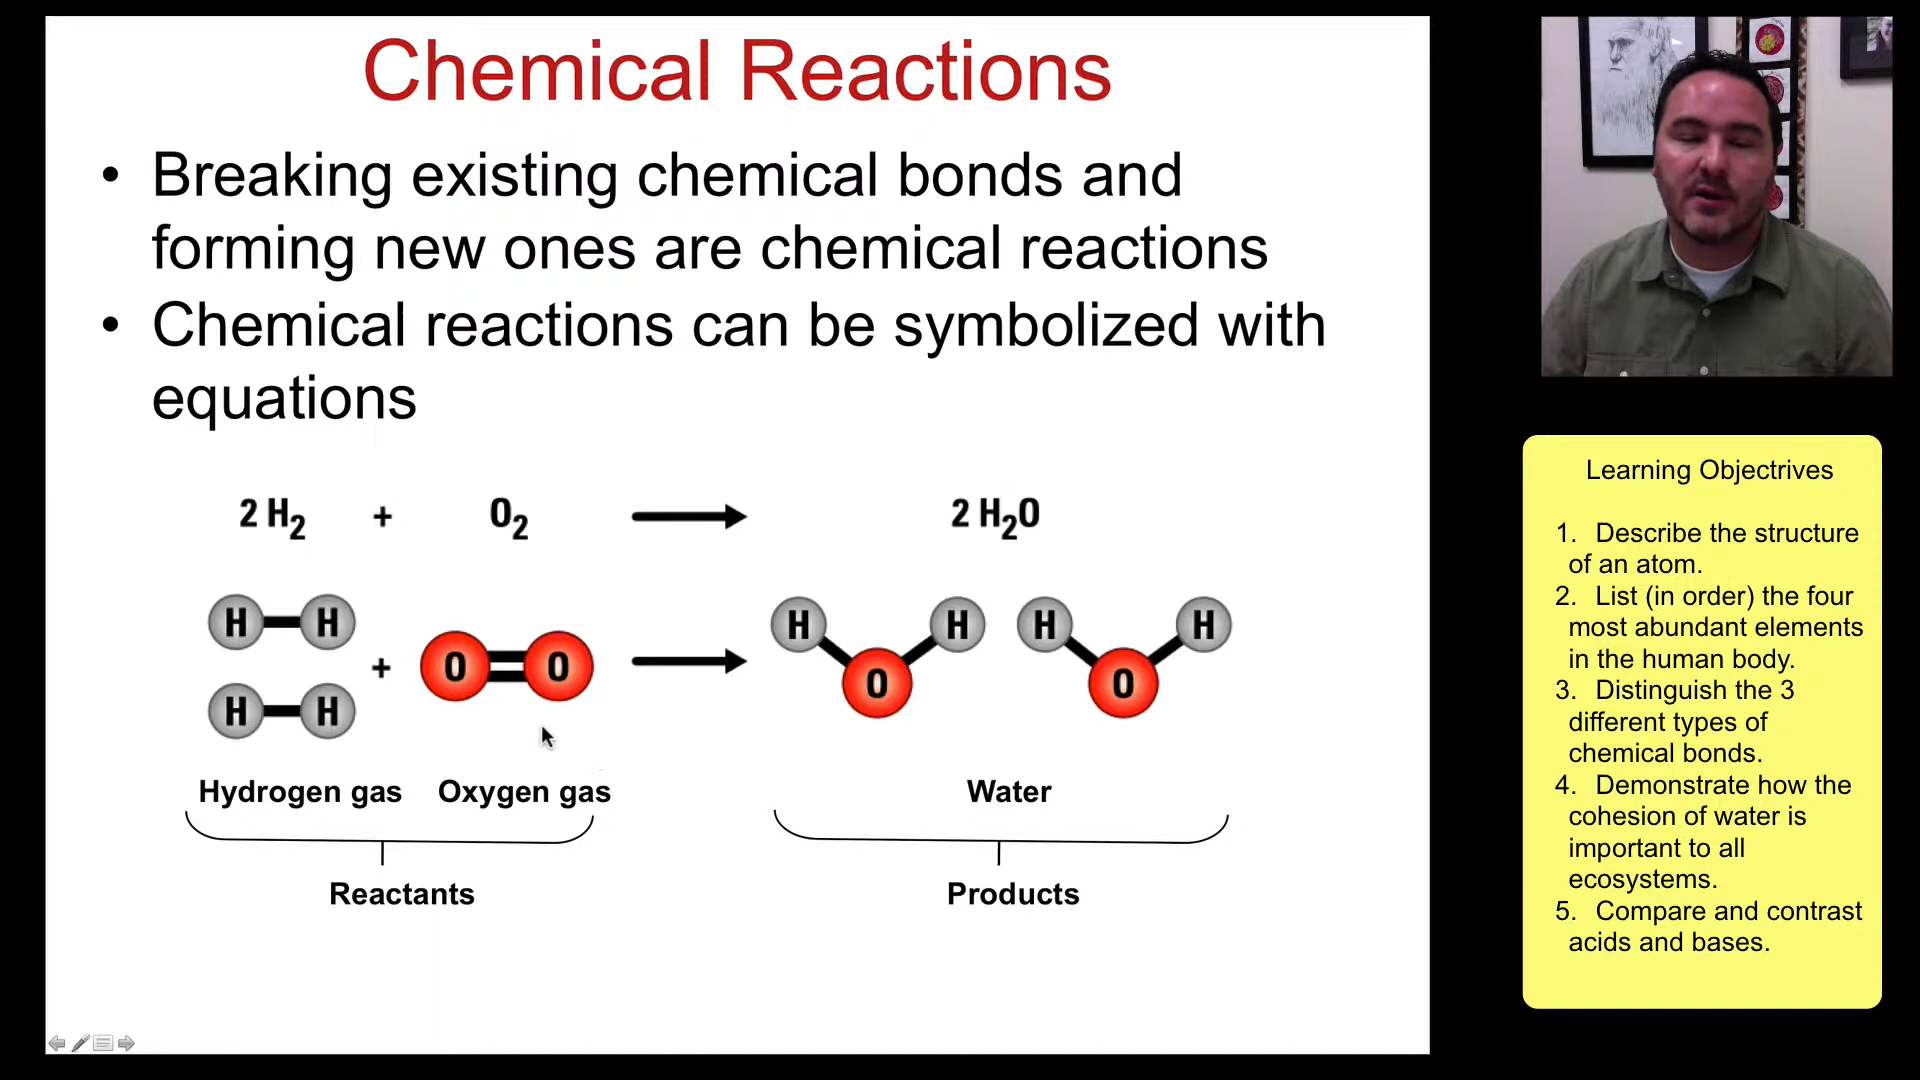 Chemical Reactions
• Breaking existing chemical bonds and
forming new ones are chemical reactions
• Chemical reactions can be symbolized with
equations
2 H2 + O2 2 H2O
H H
H H
+
O O
H H
O
H H
O
Hydrogen gas Oxygen gas
Water
Reactants
Products
Learning Objectrives
1. Describe the structure
of an atom.
2. List (in order) the four
most abundant elements
in the human body.
3. Distinguish the 3
different types of
chemical bonds.
4. Demonstrate how the
cohesion of water is
important to all
ecosystems.
5. Compare and contrast
acids and bases.